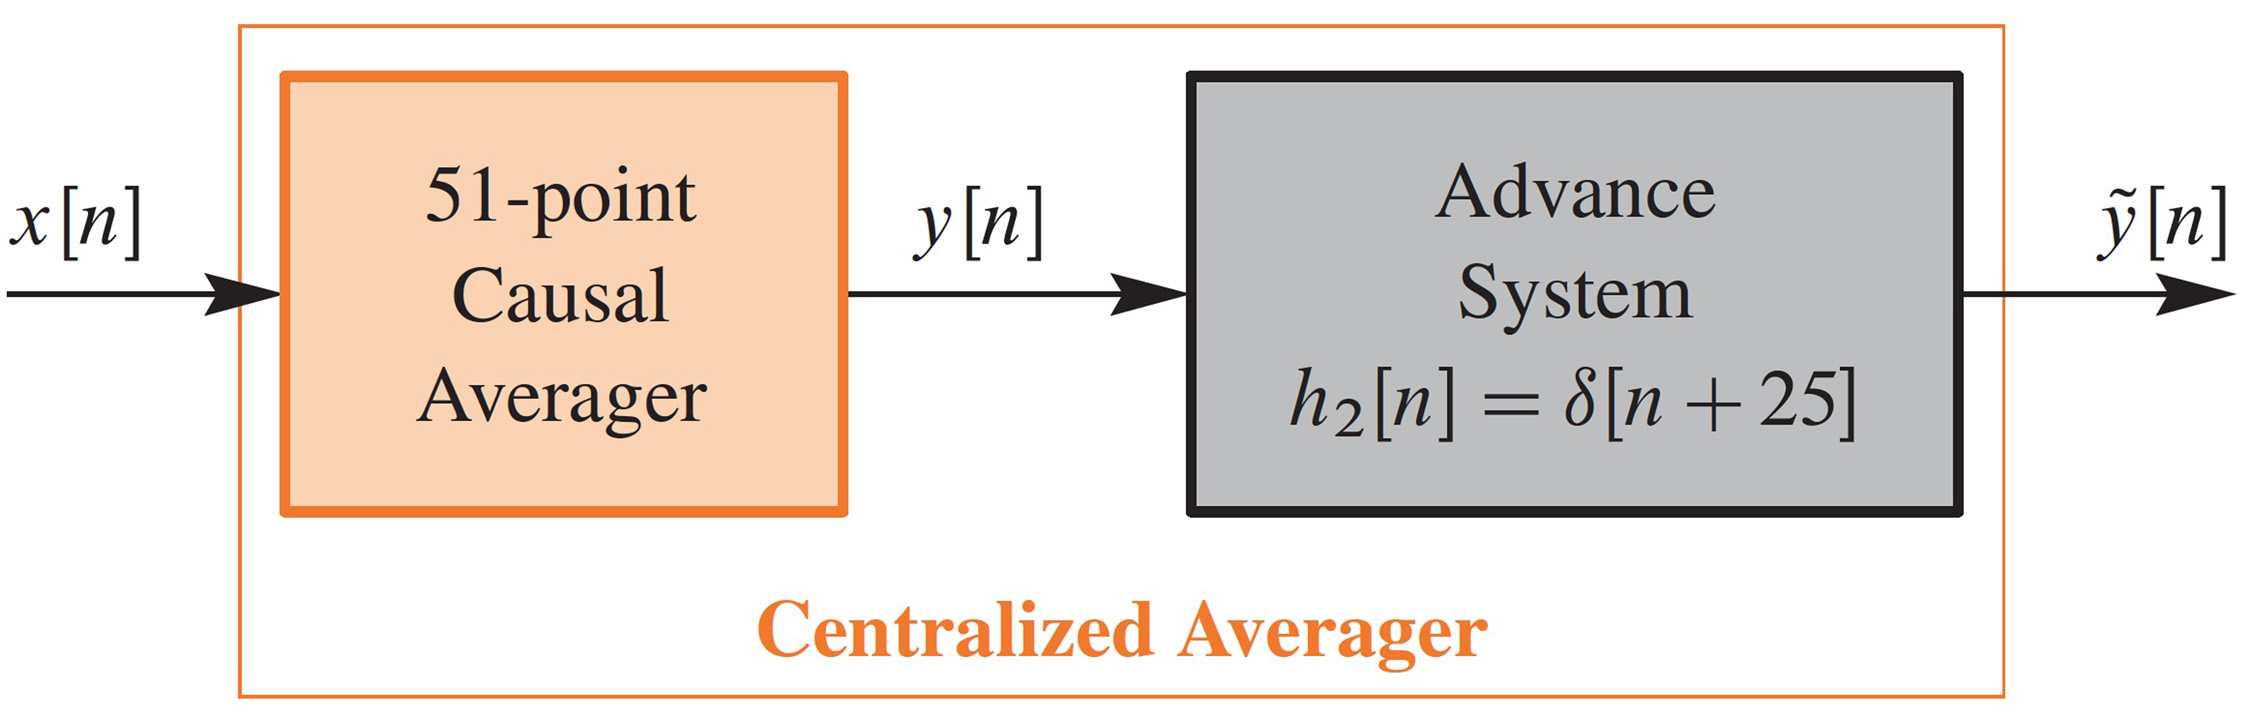 x[n]
51-point
Causal
Averager
y[n]
Advance
System
h₂[n] = δ[n + 25]
ỹ[n]
Centralized Averager